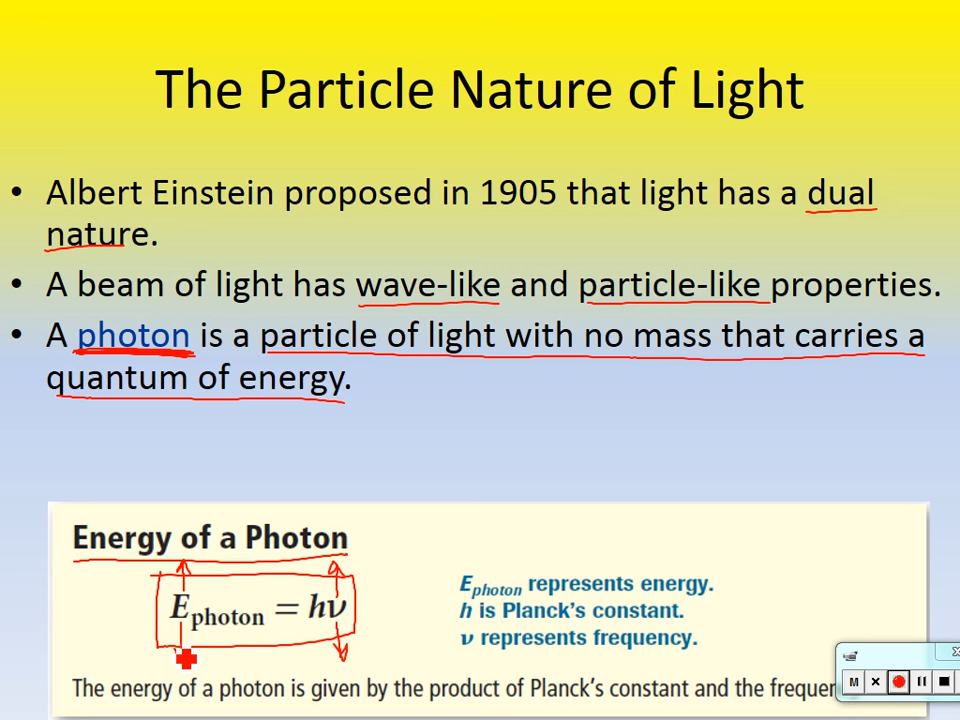 The Particle Nature of Light
• Albert Einstein proposed in 1905 that light has a dual
nature.
• A beam of light has wave-like and particle-like properties.
• A photon is a particle of light with no mass that carries a
quantum of energy.
Energy of a Photon
E photon = hν
E photon represents energy.
h is Planck's constant.
ν represents frequency.
The energy of a photon is given by the product of Planck's constant and the frequen
M